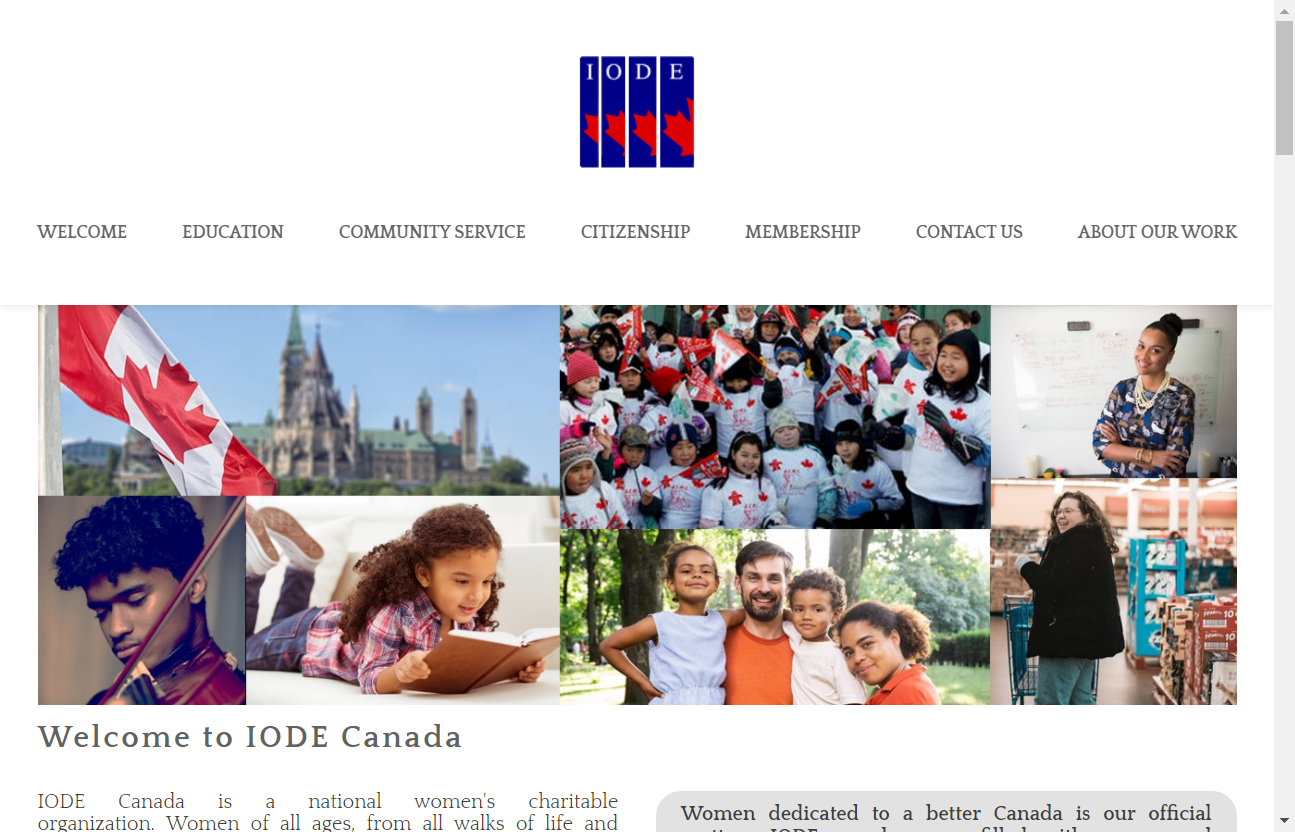 IODE
WELCOME EDUCATION COMMUNITY SERVICE CITIZENSHIP MEMBERSHIP CONTACT US ABOUT OUR WORK
Welcome to IODE Canada
IODE Canada is a national women's charitable
organization. Women of all ages, from all walks of life and
Women dedicated to a better Canada is our official